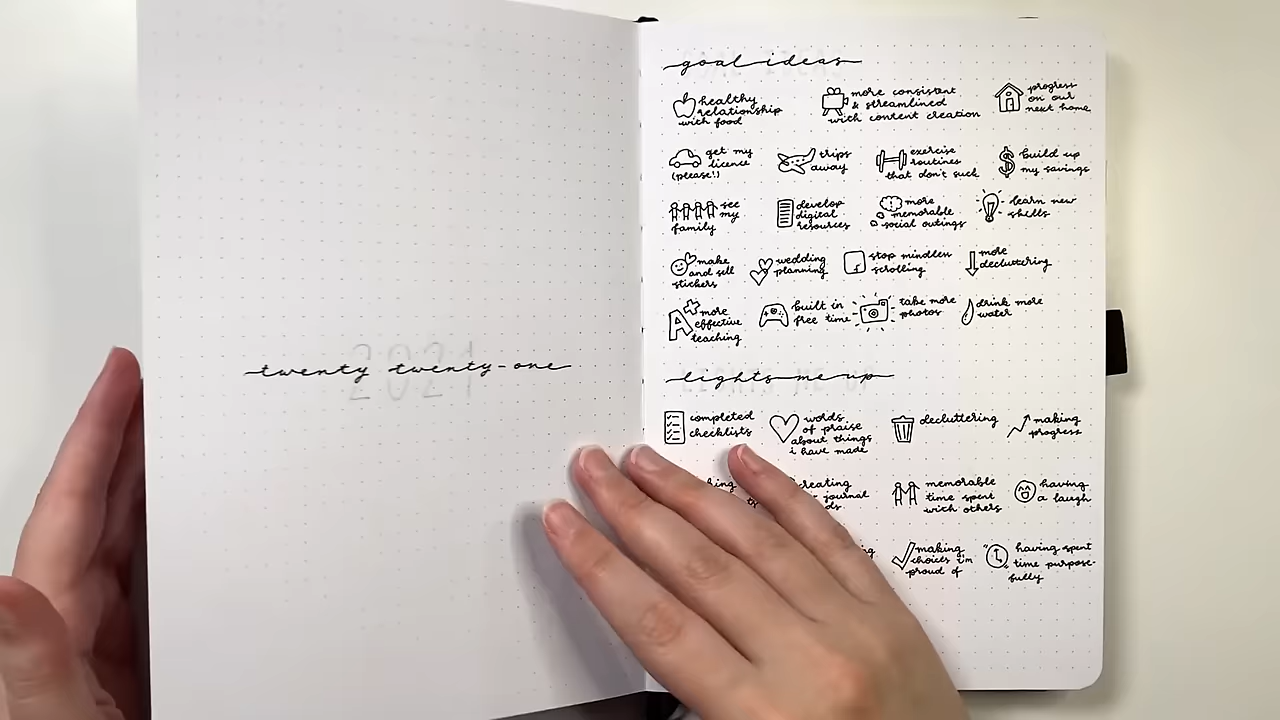 twenty twenty-one
goal ideas
healthy
relationship
with food
more consistent
& streamlined
with content creation
progress
on our
next home
get my
licence
(please!)
trips
away
exercise
routines
that don't suck
$ build up
my savings
see
my
family
develop
digital
resources
more
memorable
social outings
learn new
skills
make
and sell
stickers
wedding
planning
stop mindless
scrolling
more
decluttering
A+ more
effective
teaching
built in
free time
take more
photos
drink more
water
lights me up
completed
checklists
words
of praise
about things
i have made
decluttering
making
progress
creating
journal
memorable
time spent
with others
having
a laugh
making
choices i'm
proud of
having spent
time purpose-
fully